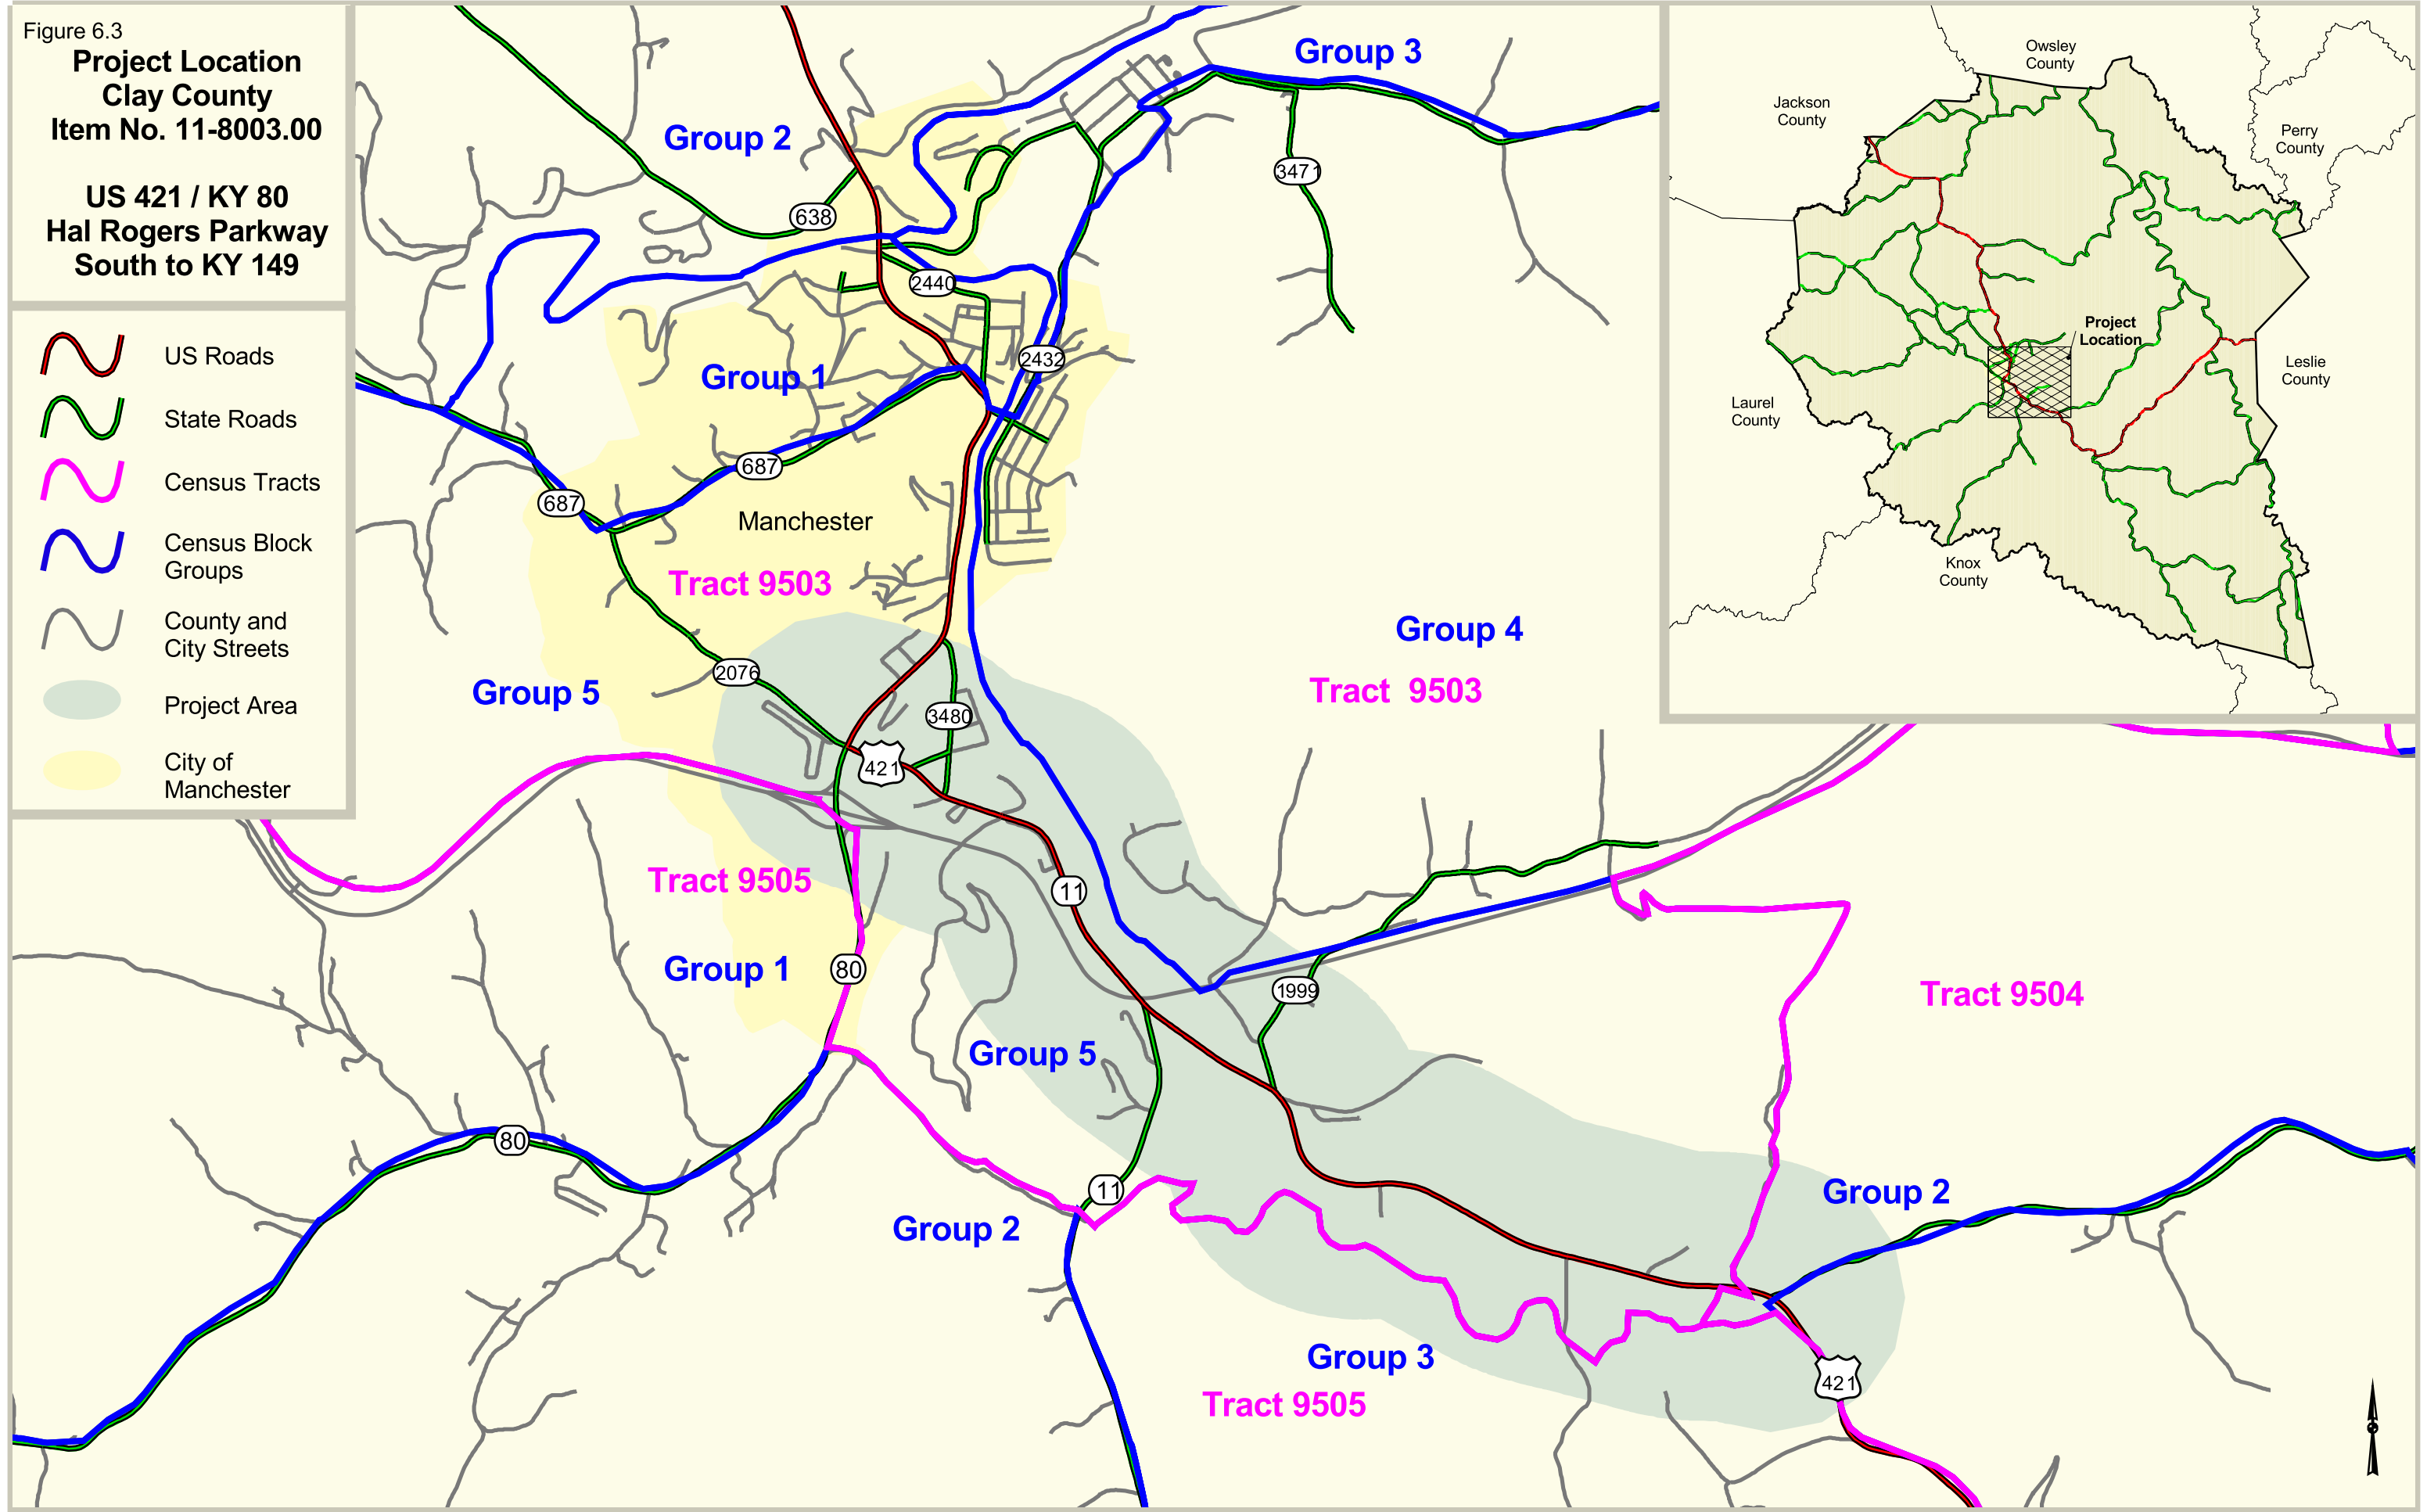 Figure 6.3
Project Location
Clay County
Item No. 11-8003.00
US 421 / KY 80
Hal Rogers Parkway
South to KY 149
US Roads
State Roads
Census Tracts
Census Block
Groups
County and
City Streets
Project Area
City of
Manchester
Group 3
Group 2
3471
638
2440
2432
Group 1
687
687
Manchester
Tract 9503
Group 4
Tract 9503
2076
Group 5
3480
421
Tract 9505
11
Group 1
80
1999
Tract 9504
Group 5
80
11
Group 2
Group 2
Group 3
421
Tract 9505
Owsley
County
Jackson
County
Perry
County
Project
Location
Leslie
County
Laurel
County
Knox
County